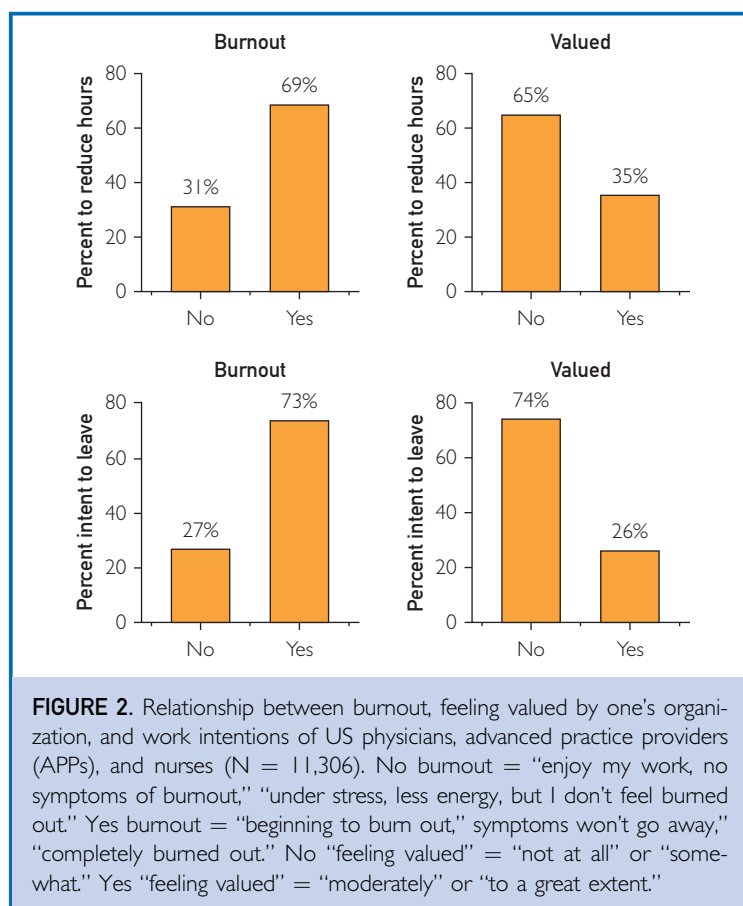 Burnout
Percent to reduce hours
80
60
40
20
0
31%
69%
No
Yes
Valued
Percent to reduce hours
80
60
40
20
0
65%
35%
No
Yes
Burnout
Percent intent to leave
80
60
40
20
0
27%
73%
No
Yes
Valued
Percent intent to leave
80
60
40
20
0
74%
26%
No
Yes
FIGURE 2. Relationship between burnout, feeling valued by one’s organi-
zation, and work intentions of US physicians, advanced practice providers
(APPs), and nurses (N = 11,306). No burnout = “enjoy my work, no
symptoms of burnout,” “under stress, less energy, but I don’t feel burned
out.” Yes burnout = “beginning to burn out,” symptoms won’t go away,”
“completely burned out.” No “feeling valued” = “not at all” or “some-
what.” Yes “feeling valued” = “moderately” or “to a great extent.”